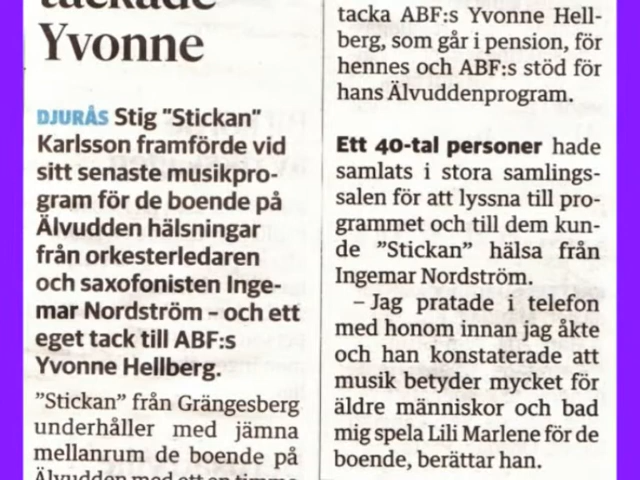 tackade
Yvonne
DJURÅS Stig ”Stickan”
Karlsson framförde vid
sitt senaste musikpro-
gram för de boende på
Älvudden hälsningar
från orkesterledaren
och saxofonisten Inge-
mar Nordström – och ett
eget tack till ABF:s
Yvonne Hellberg.
”Stickan” från Grängesberg
underhåller med jämna
mellanrum de boende på
Älvudden med ett en timma
tacka ABF:s Yvonne Hell-
berg, som går i pension, för
hennes och ABF:s stöd för
hans Älvuddenprogram.
Ett 40-tal personer hade
samlats i stora samlings-
salen för att lyssna till pro-
grammet och till dem kun-
de ”Stickan” hälsa från
Ingemar Nordström.
– Jag pratade i telefon
med honom innan jag åkte
och han konstaterade att
musik betyder mycket för
äldre människor och bad
mig spela Lili Marlene för de
boende, berättar han.